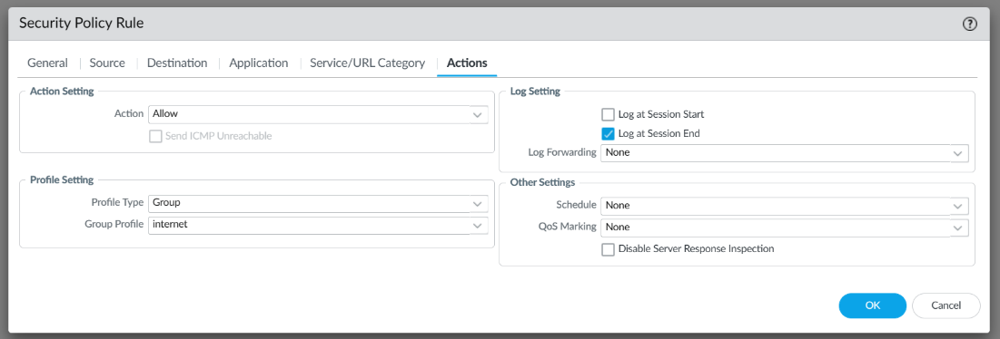 Security Policy Rule
General Source Destination Application Service/URL Category Actions
Action Setting
Action Allow
Send ICMP Unreachable
Profile Setting
Profile Type Group
Group Profile internet
Log Setting
Log at Session Start
Log at Session End
Log Forwarding None
Other Settings
Schedule None
QoS Marking None
Disable Server Response Inspection
OK Cancel